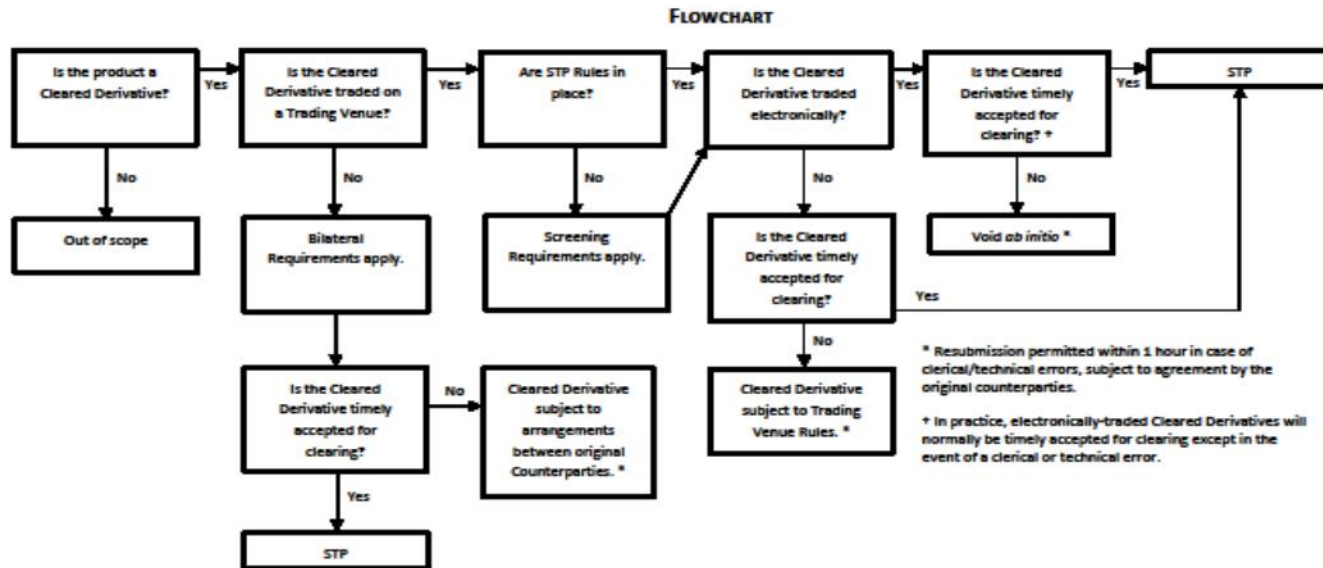 FLOWCHART
Is the product a
Cleared Derivative?
Yes
Is the Cleared
Derivative traded on
a Trading Venue?
Yes
Are STP Rules in
place?
Yes
Is the Cleared
Derivative traded
electronically?
Yes
Is the Cleared
Derivative timely
accepted for
clearing? +
Yes
STP
No
No
No
No
No
Out of scope
Bilateral
Requirements apply.
Screening
Requirements apply.
Is the Cleared
Derivative timely
accepted for
clearing?
Yes
Void ab initio *
No
Is the Cleared
Derivative timely
accepted for
clearing?
No
Cleared Derivative
subject to
arrangements
between original
Counterparties. *
Cleared Derivative
subject to Trading
Venue Rules. *
* Resubmission permitted within 1 hour in case of
clerical/technical errors, subject to agreement by the
original counterparties.
+ In practice, electronically-traded Cleared Derivatives will
normally be timely accepted for clearing except in the
event of a clerical or technical error.
Yes
STP